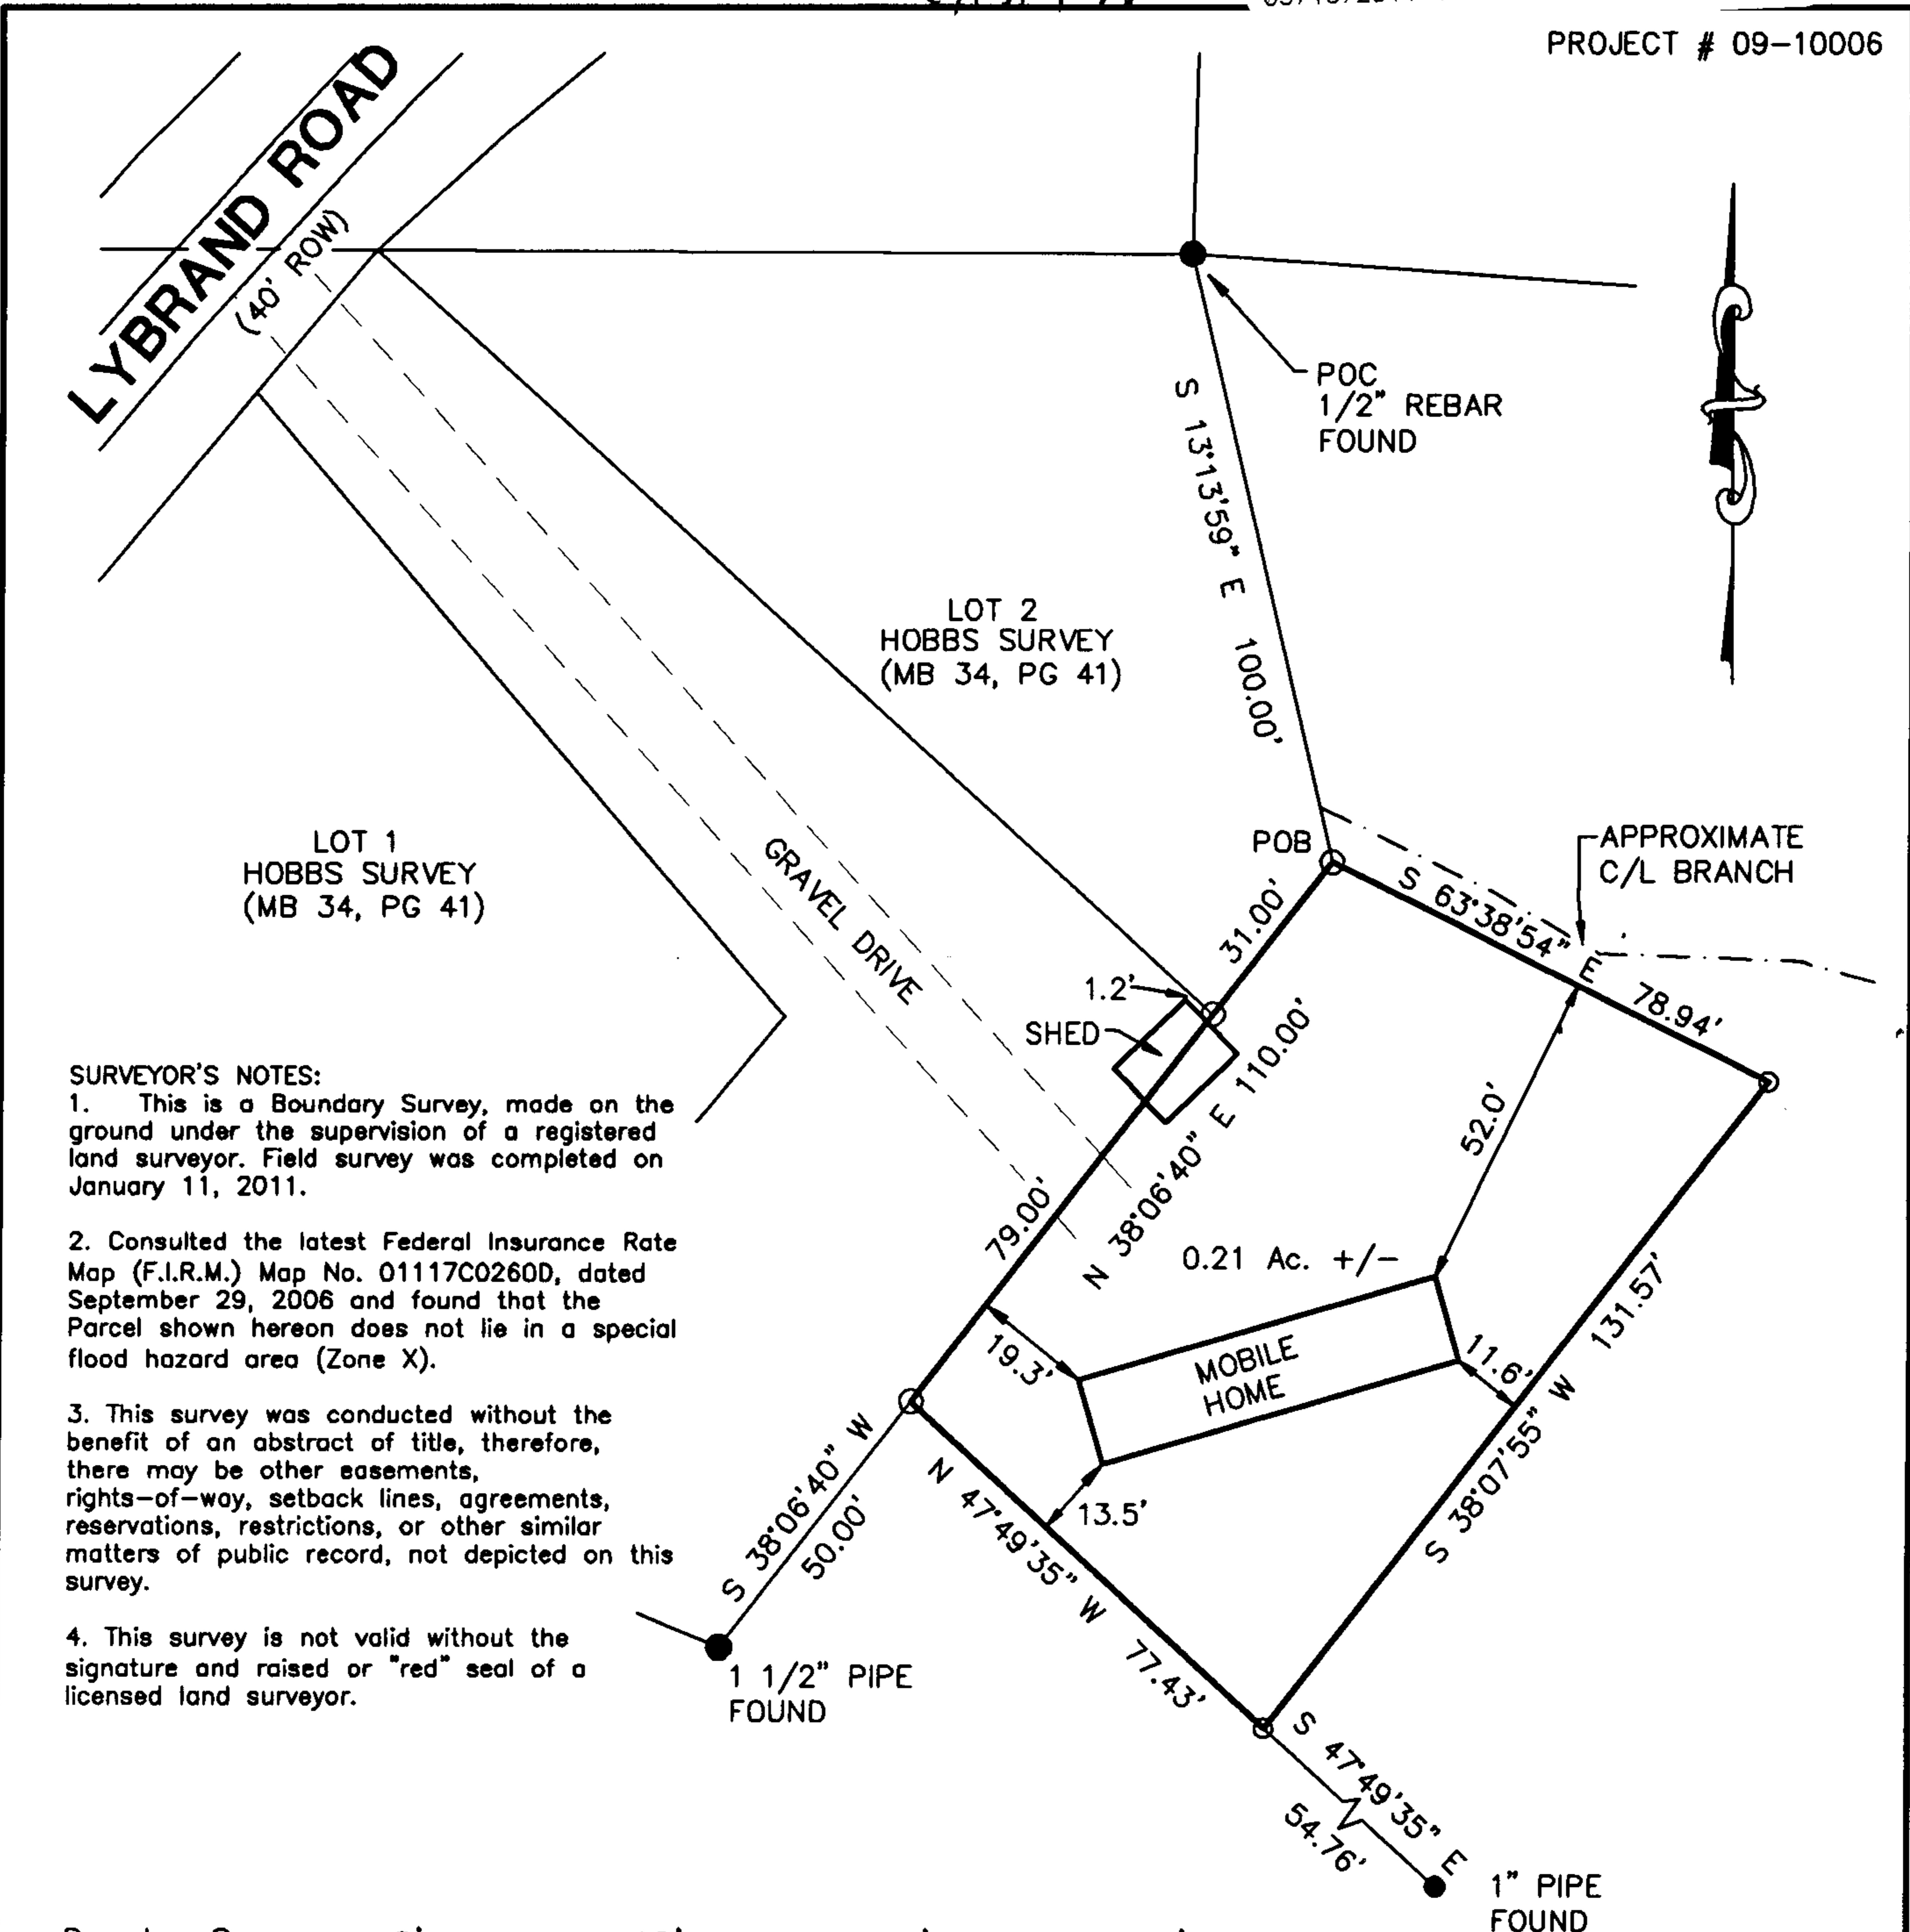 PROJECT # 09-10006
LYBRAND ROAD
(40' ROW)
POC
1/2" REBAR
FOUND
S 13°13'59" E 100.00'
LOT 2
HOBBS SURVEY
(MB 34, PG 41)
LOT 1
HOBBS SURVEY
(MB 34, PG 41)
GRAVEL DRIVE
POB
APPROXIMATE
C/L BRANCH
S 63°38'54" E 78.94'
31.00'
1.2'
SHED
N 38°06'40" E 110.00'
52.0'
79.00'
0.21 Ac. +/-
131.57'
S 38°07'55" W
19.3'
MOBILE
HOME
11.6'
13.5'
N 47°49'35" W 77.43'
S 38°06'40" W
50.00'
1 1/2" PIPE
FOUND
S 47°49'35" E
54.76'
1" PIPE
FOUND
SURVEYOR'S NOTES:
1. This is a Boundary Survey, made on the
ground under the supervision of a registered
land surveyor. Field survey was completed on
January 11, 2011.
2. Consulted the latest Federal Insurance Rate
Map (F.I.R.M.) Map No. 01117C0260D, dated
September 29, 2006 and found that the
Parcel shown hereon does not lie in a special
flood hazard area (Zone X).
3. This survey was conducted without the
benefit of an abstract of title, therefore,
there may be other easements,
rights-of-way, setback lines, agreements,
reservations, restrictions, or other similar
matters of public record, not depicted on this
survey.
4. This survey is not valid without the
signature and raised or "red" seal of a
licensed land surveyor.